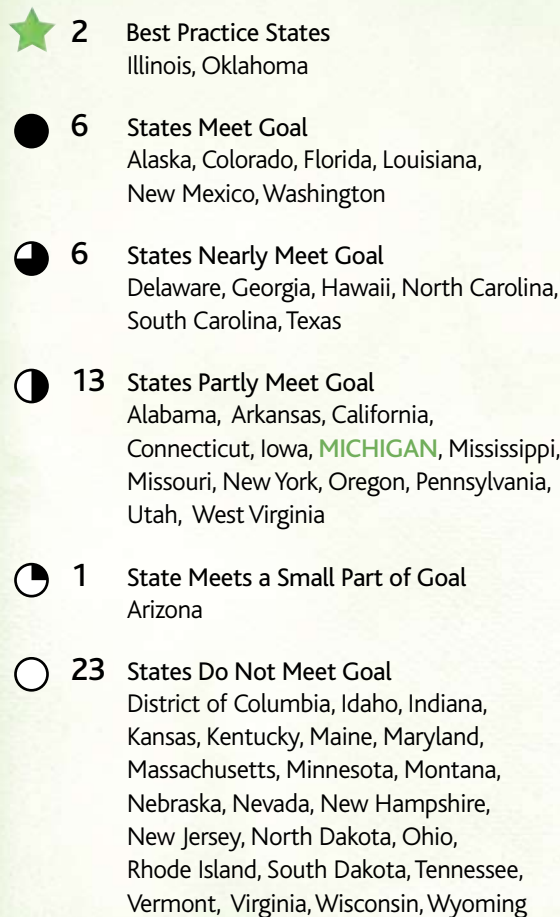 2 Best Practice States
Illinois, Oklahoma
6 States Meet Goal
Alaska, Colorado, Florida, Louisiana,
New Mexico, Washington
6 States Nearly Meet Goal
Delaware, Georgia, Hawaii, North Carolina,
South Carolina, Texas
13 States Partly Meet Goal
Alabama, Arkansas, California,
Connecticut, Iowa, MICHIGAN, Mississippi,
Missouri, New York, Oregon, Pennsylvania,
Utah, West Virginia
1 State Meets a Small Part of Goal
Arizona
23 States Do Not Meet Goal
District of Columbia, Idaho, Indiana,
Kansas, Kentucky, Maine, Maryland,
Massachusetts, Minnesota, Montana,
Nebraska, Nevada, New Hampshire,
New Jersey, North Dakota, Ohio,
Rhode Island, South Dakota, Tennessee,
Vermont, Virginia, Wisconsin, Wyoming